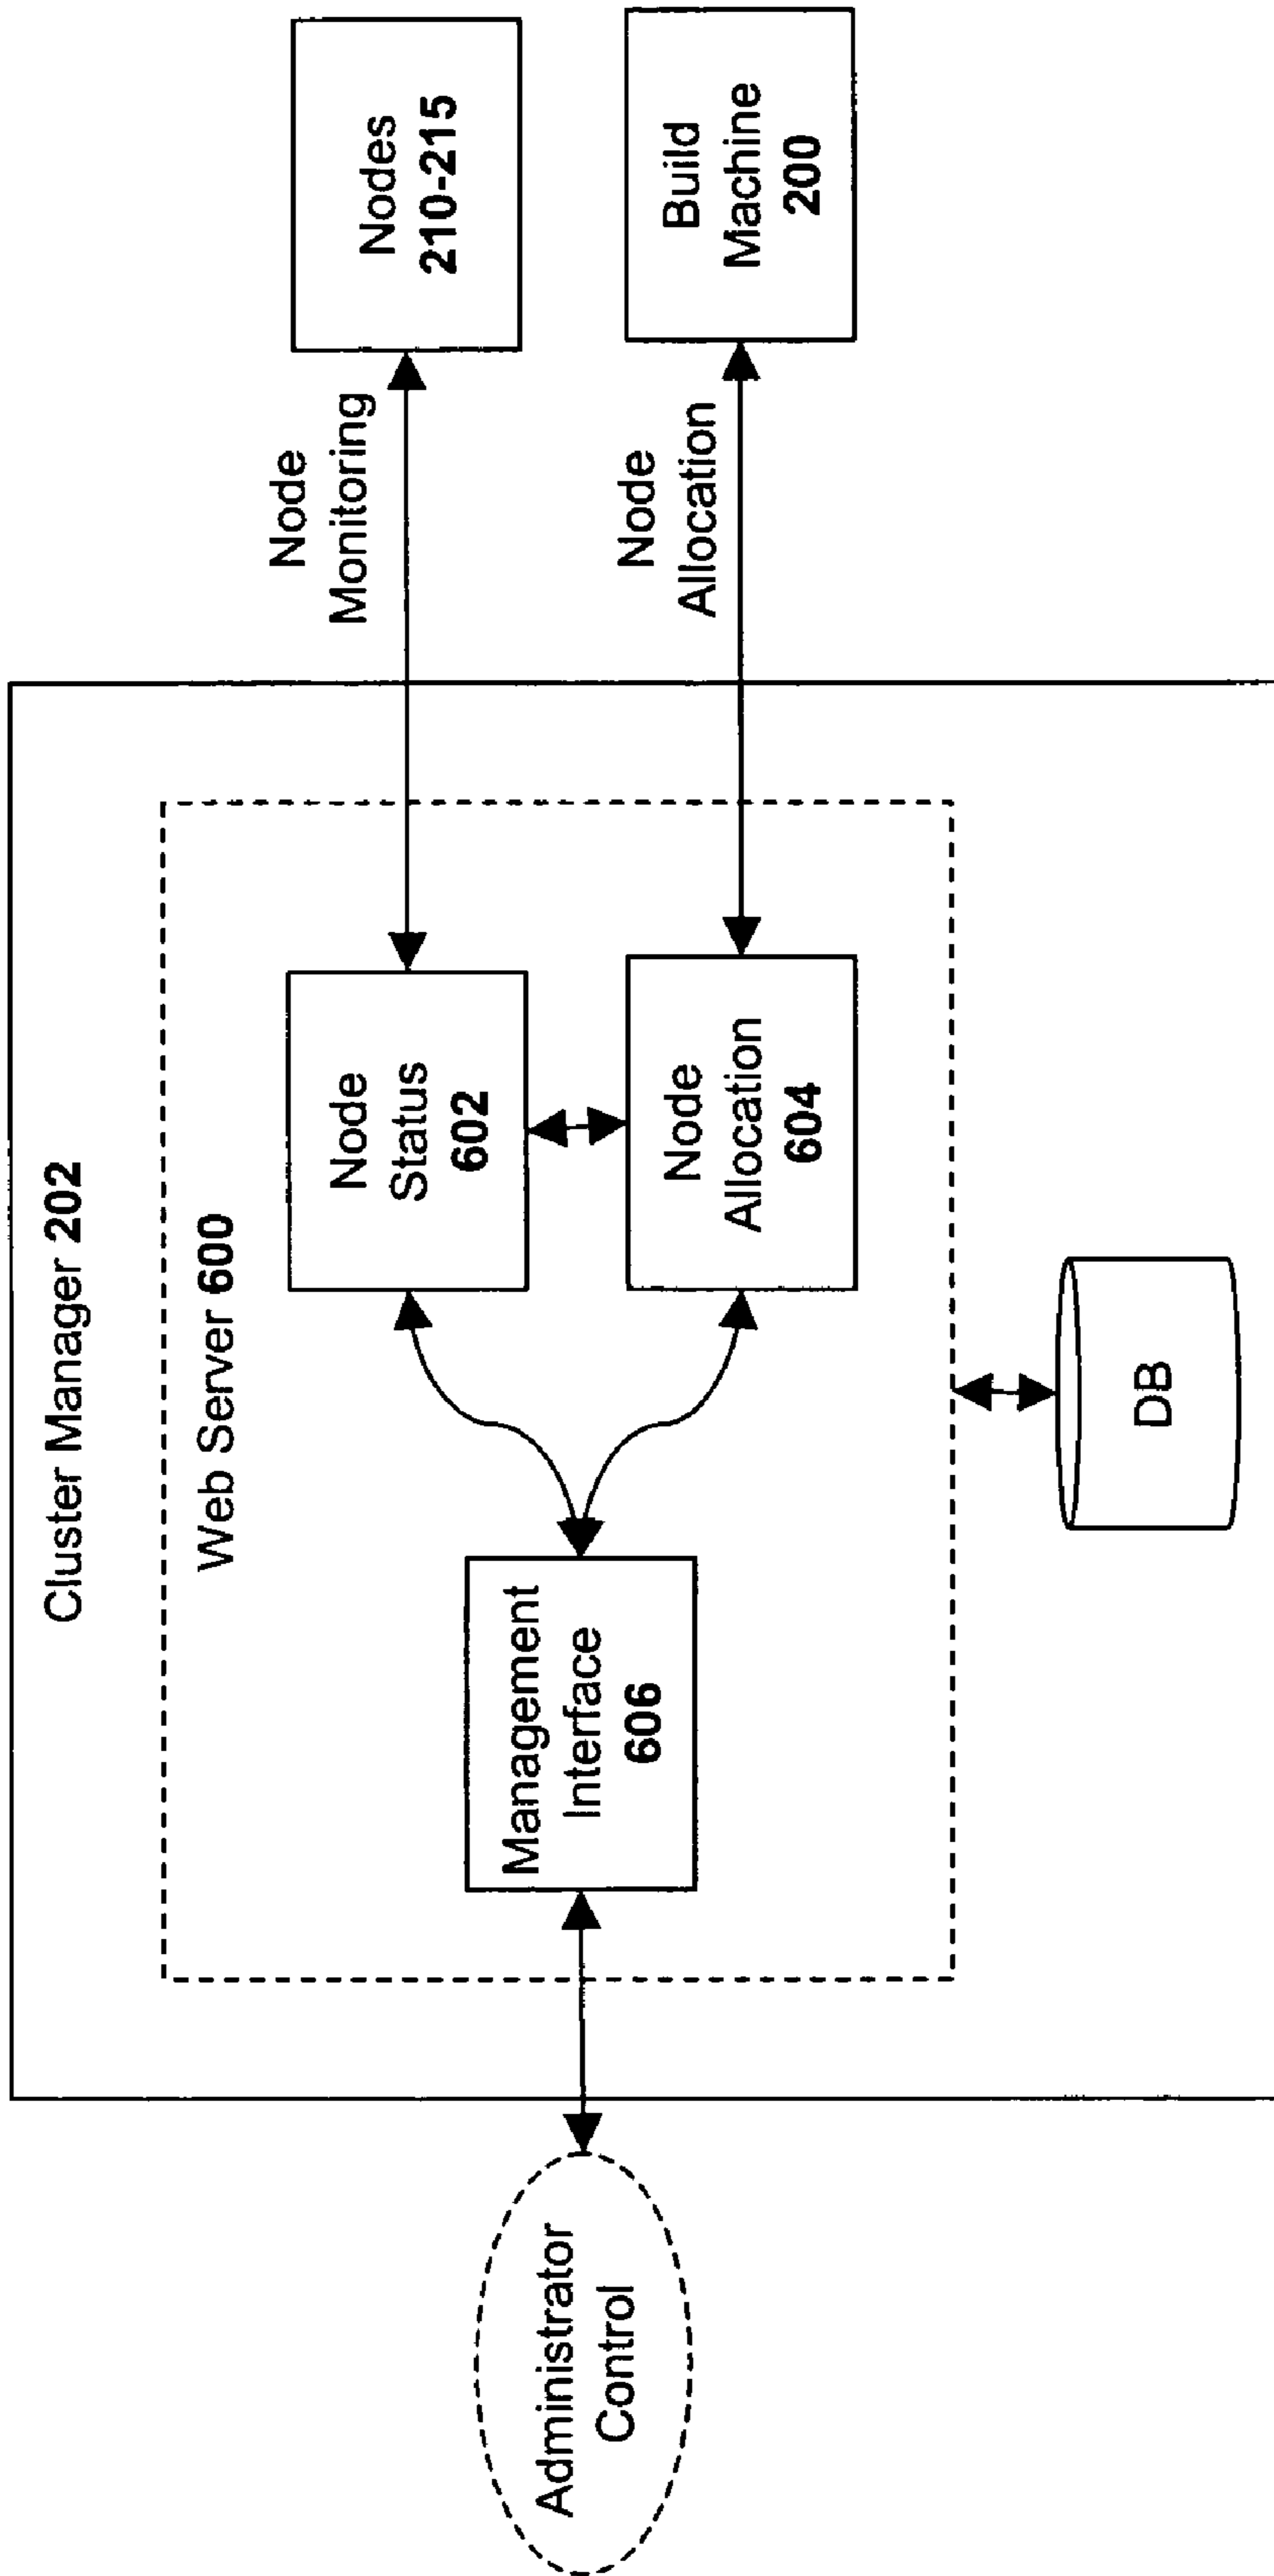 Cluster Manager 202
Web Server 600
Administrator
Control
Management
Interface
606
Node
Status
602
Node
Allocation
604
Node
Monitoring
Node
Allocation
Nodes
210-215
Build
Machine
200
DB